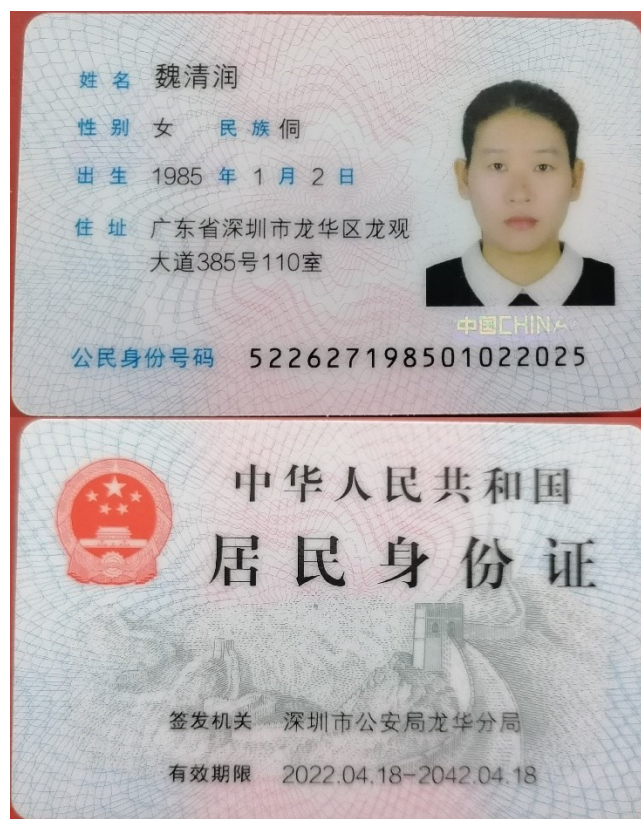 姓名 魏清润
性别 女 民族 侗
出生 1985 年 1 月 2 日
住址 广东省深圳市龙华区龙观
大道385号110室
中国CHINA
公民身份号码 522627198501022025
中华人民共和国
居民身份证
签发机关 深圳市公安局龙华分局
有效期限 2022.04.18-2042.04.18